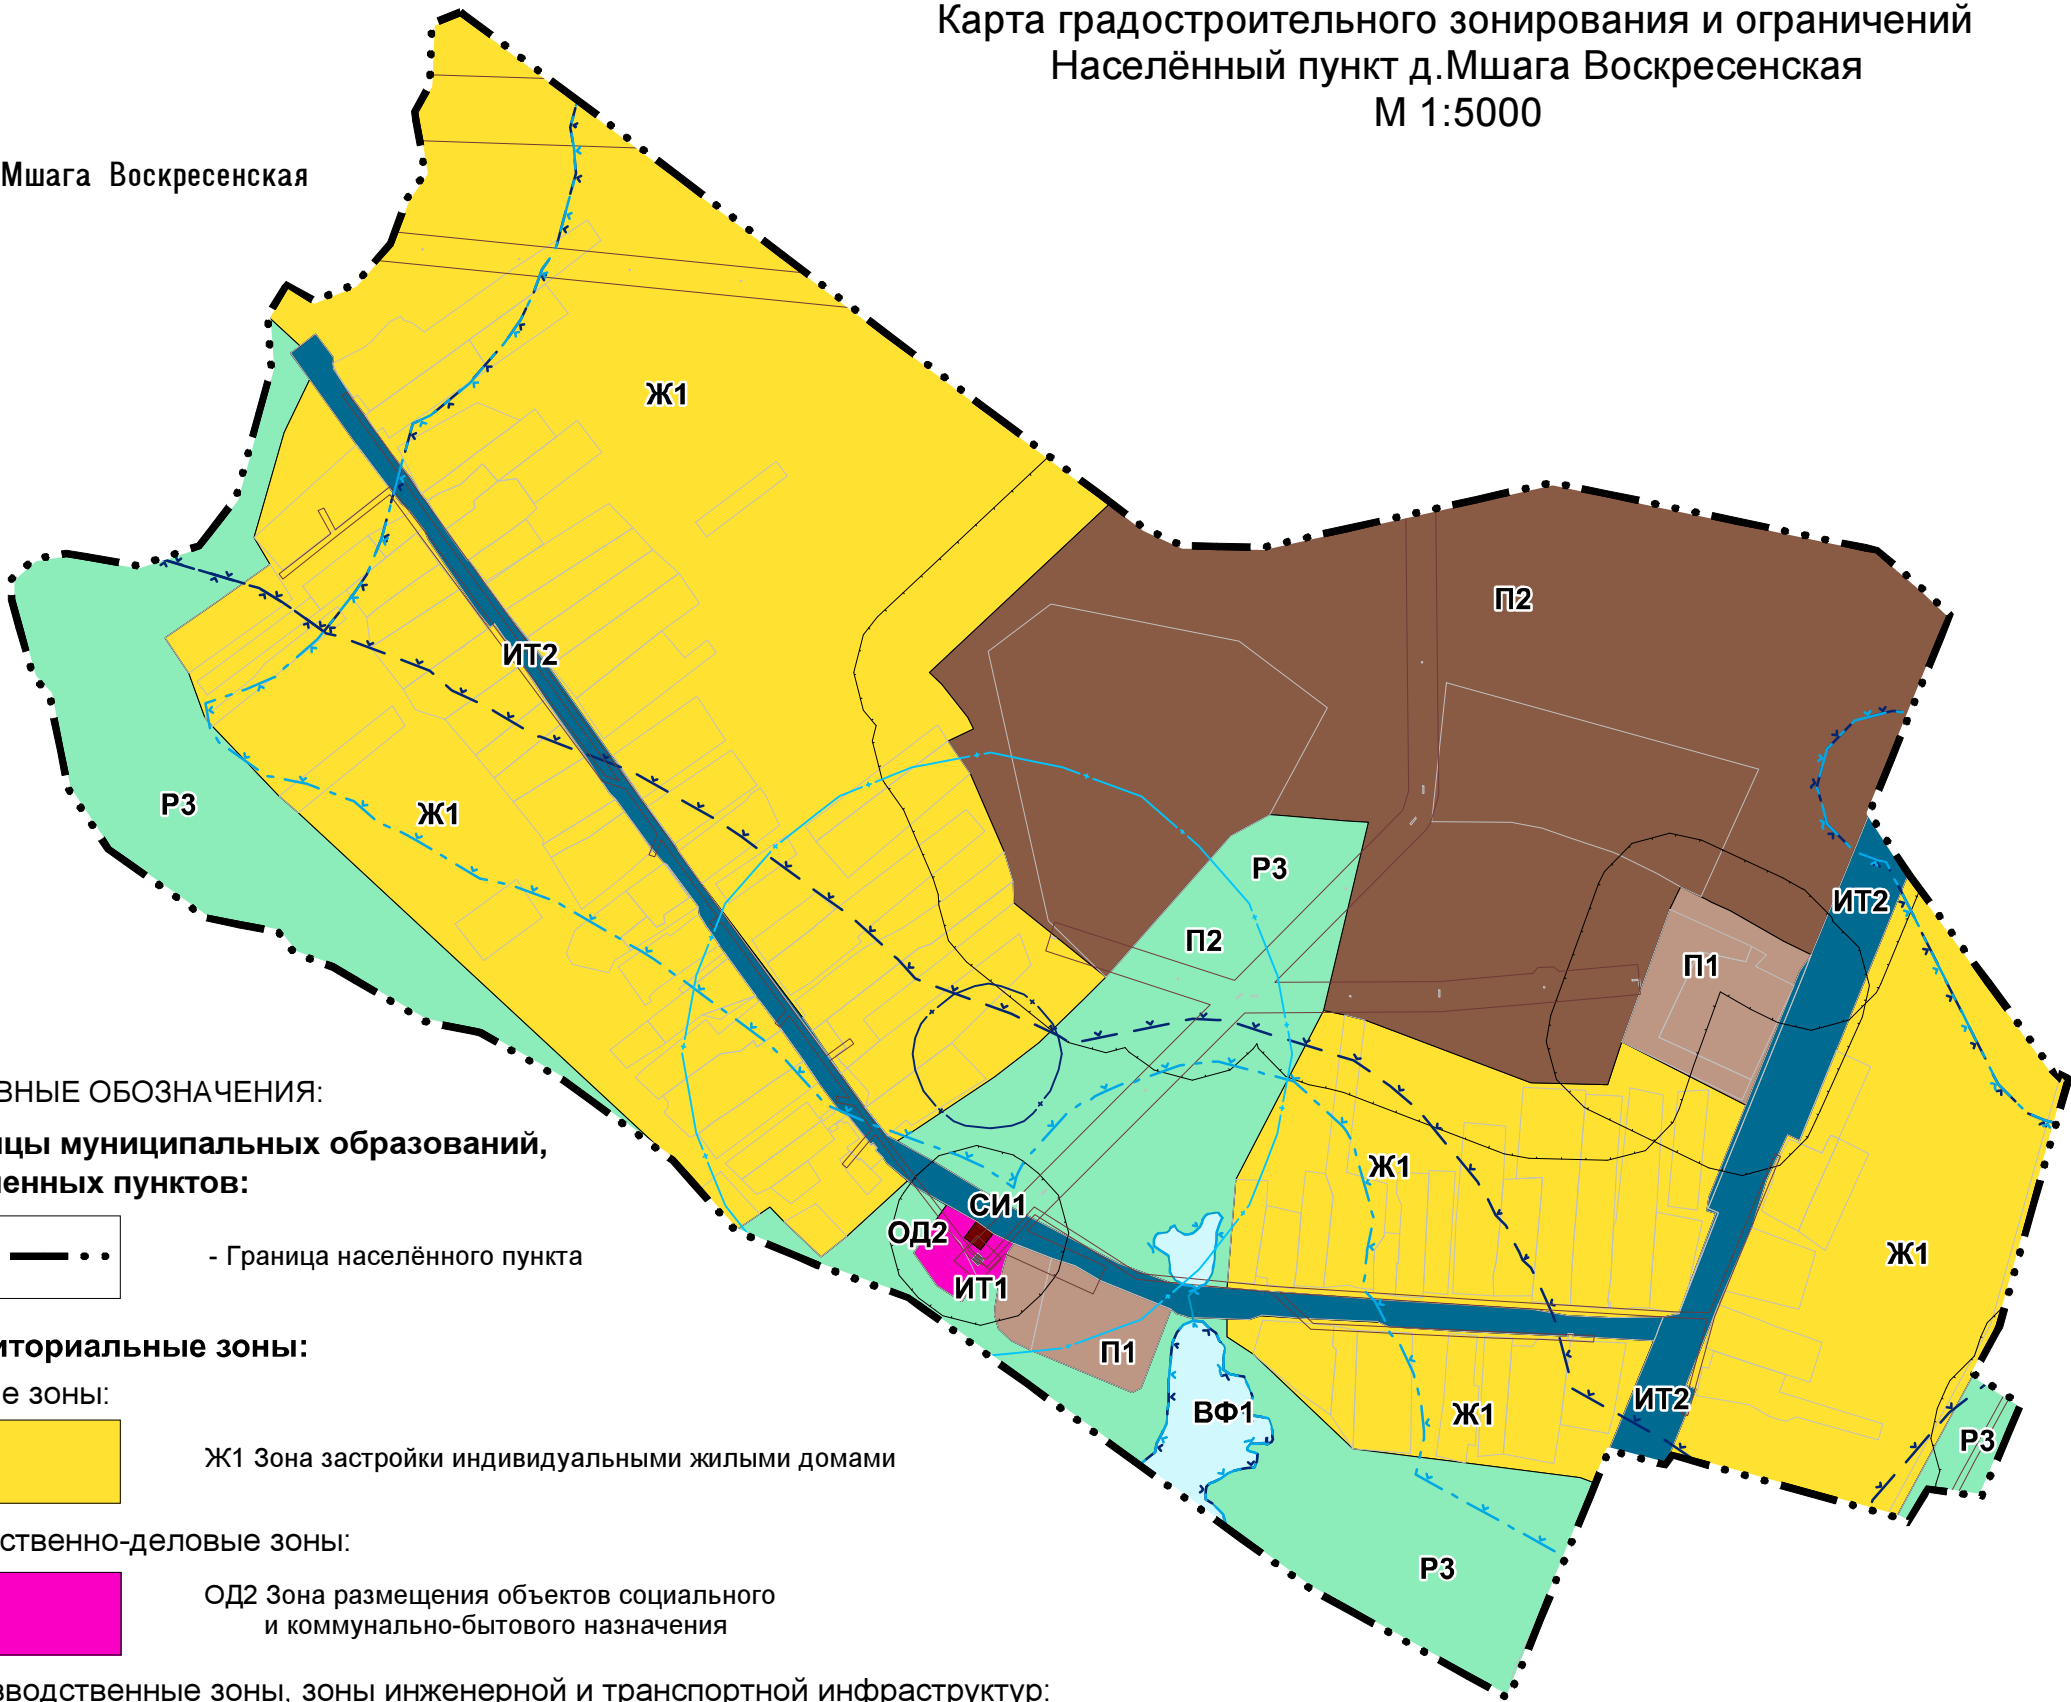 Карта градостроительного зонирования и ограничений
Населённый пункт д.Мшага Воскресенская
М 1:5000
Мшага Воскресенская
Ж1
П2
ИТ2
Р3
Ж1
Р3
ИТ2
П2
П1
Ж1
СИ1
ОД2
Ж1
ИТ1
П1
ВФ1
Ж1
ИТ2
Р3
Р3
ВНЫЕ ОБОЗНАЧЕНИЯ:
ицы муниципальных образований,
ленных пунктов:
- Граница населённого пункта
иториальные зоны:
е зоны:
Ж1 Зона застройки индивидуальными жилыми домами
ственно-деловые зоны:
ОД2 Зона размещения объектов социального
и коммунально-бытового назначения
зводственные зоны, зоны инженерной и транспортной инфраструктур: